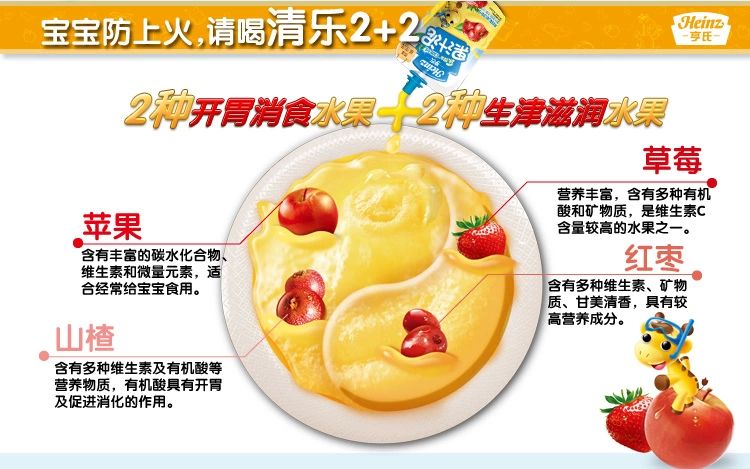 宝宝防上火,请喝清乐2+2
Heinz
亨氏
Heinz
果汁泥
2种开胃消食水果+2种生津滋润水果
草莓
营养丰富，含有多种有机
酸和矿物质，是维生素C
含量较高的水果之一。
苹果
含有丰富的碳水化合物、
维生素和微量元素，适
合经常给宝宝食用。
红枣
含有多种维生素、矿物
质、甘美清香，具有较
高营养成分。
山楂
含有多种维生素及有机酸等
营养物质，有机酸具有开胃
及促进消化的作用。